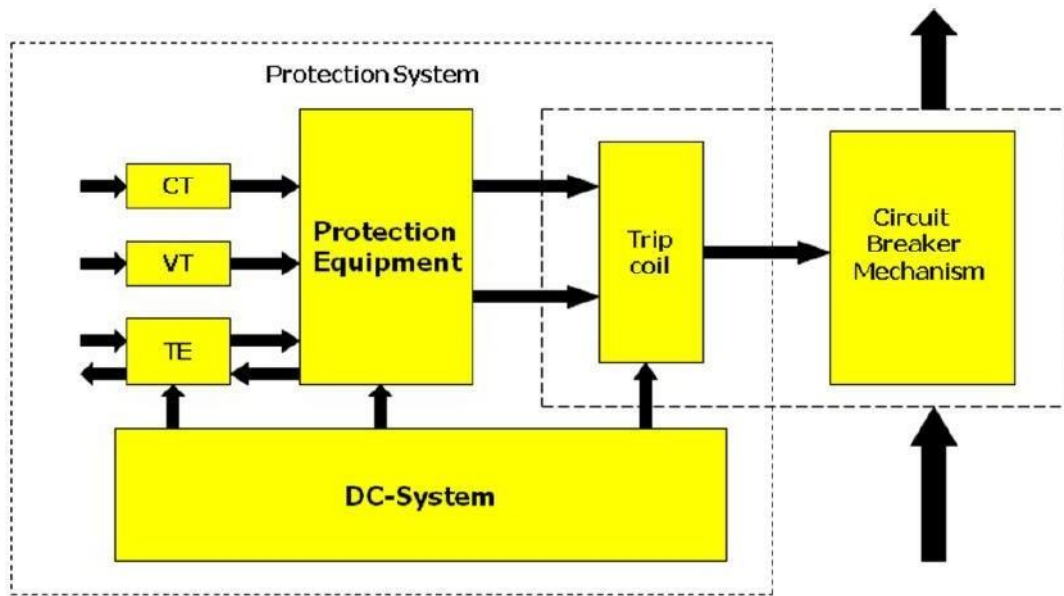 Protection System
CT
VT
TE
Protection
Equipment
Trip
coil
Circuit
Breaker
Mechanism
DC-System